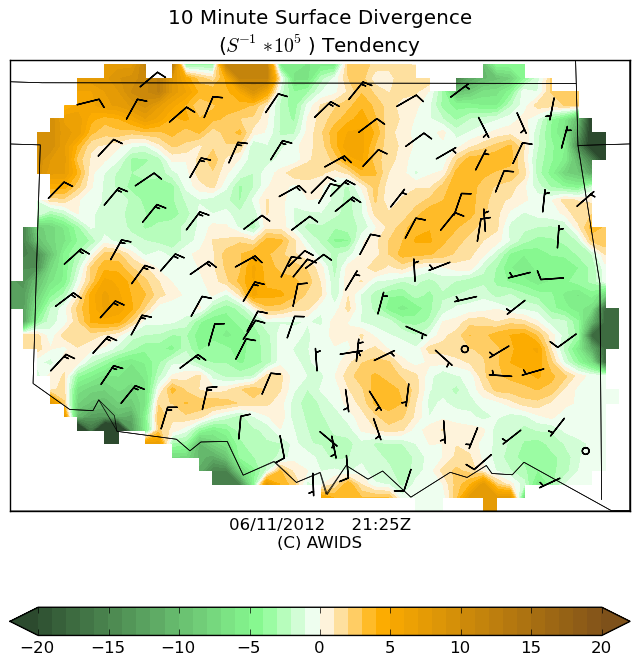 10 Minute Surface Divergence
(S⁻¹ * 10⁵ ) Tendency
06/11/2012 21:25Z
(C) AWIDS
−20 −15 −10 −5 0 5 10 15 20